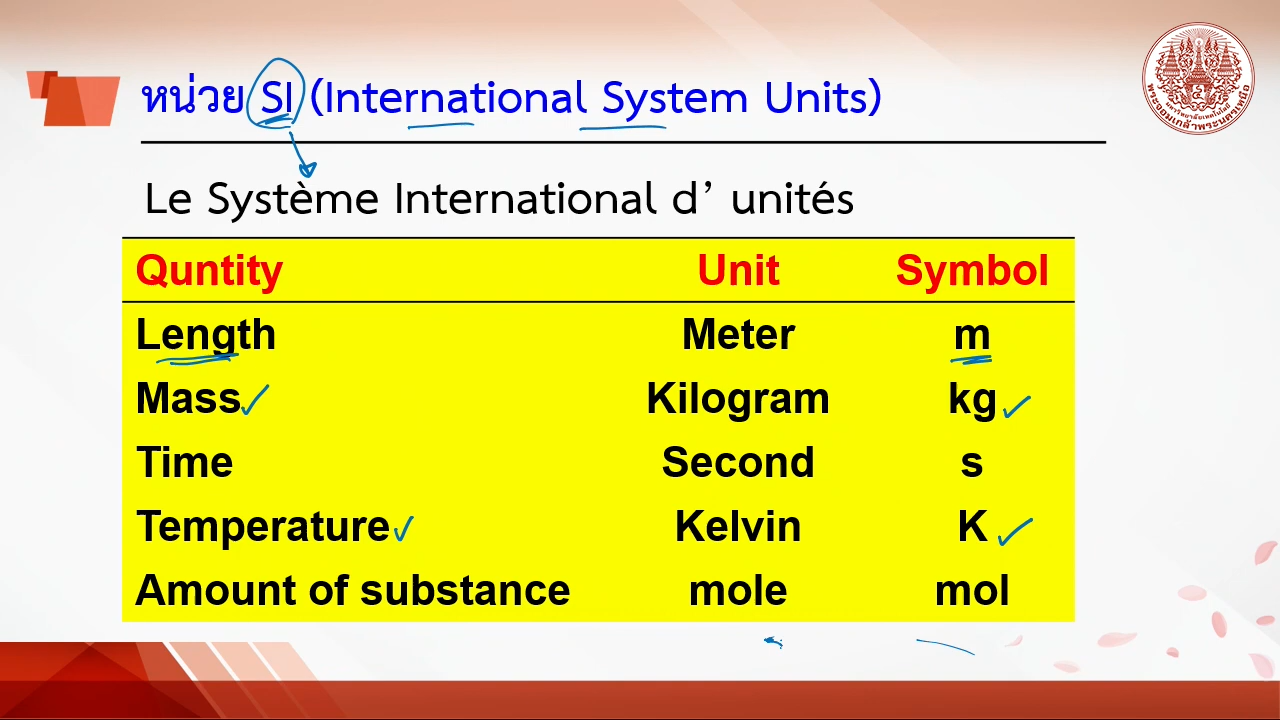 หน่วย SI (International System Units)
Le Système International d’ unités
Quntity Unit Symbol
Length Meter m
Mass Kilogram kg
Time Second s
Temperature Kelvin K
Amount of substance mole mol